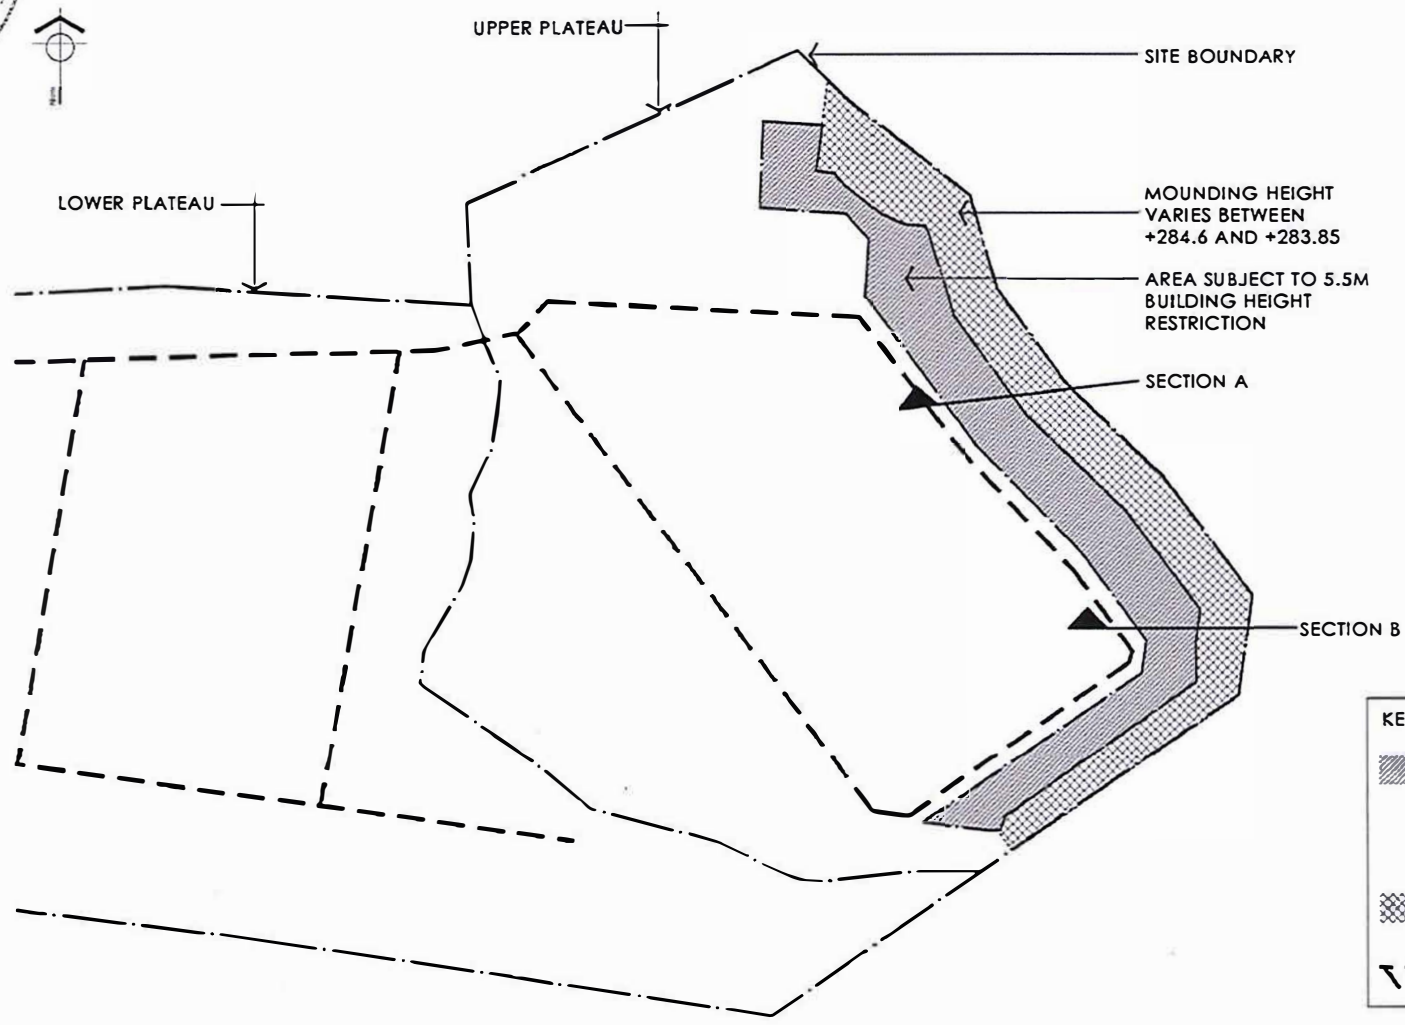 UPPER PLATEAU
SITE BOUNDARY
LOWER PLATEAU
MOUNDING HEIGHT
VARIES BETWEEN
+284.6 AND +283.85
AREA SUBJECT TO 5.5M
BUILDING HEIGHT
RESTRICTION
SECTION A
SECTION B
KE